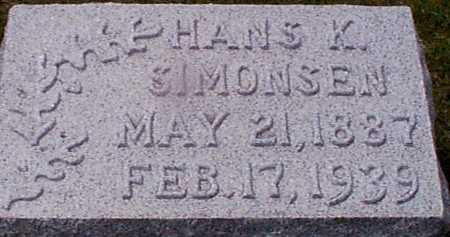 HANS K.
SIMONSEN
MAY 21, 1887
FEB. 17, 1939